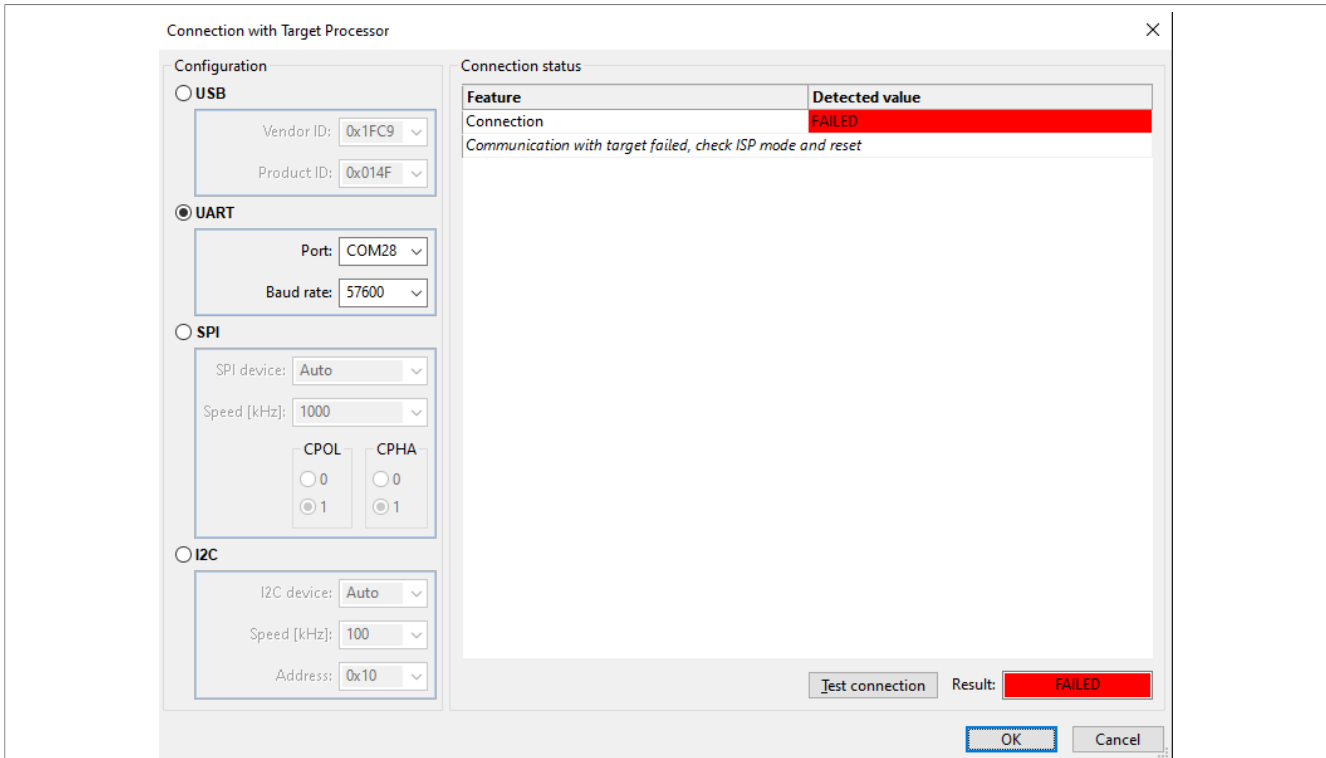 Connection with Target Processor
Configuration
USB
Vendor ID: 0x1FC9
Product ID: 0x014F
UART
Port: COM28
Baud rate: 57600
SPI
SPI device: Auto
Speed [kHz]: 1000
CPOL CPHA
0 0
1 1
I2C
I2C device: Auto
Speed [kHz]: 100
Address: 0x10
Connection status
Feature Detected value
Connection FAILED
Communication with target failed, check ISP mode and reset
Test connection Result: FAILED
OK Cancel